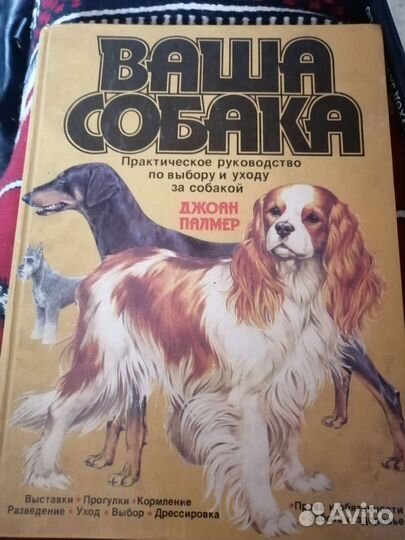 ВАША
СОБАКА
Практическое руководство
по выбору и уходу
за собакой
ДЖОАН
ПАЛМЕР
Выставки • Прогулки • Кормление
Разведение • Уход • Выбор • Дрессировка
Avito